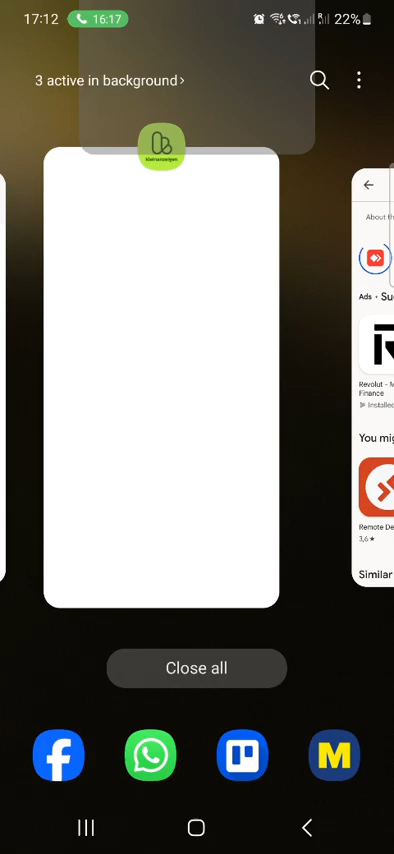 17:12
16:17
22%
3 active in background
kleinanzeigen
About th
Ads • Su
Revolut - M
Finance
Installed
You mig
Remote De
3,6 ★
Similar
Close all
M